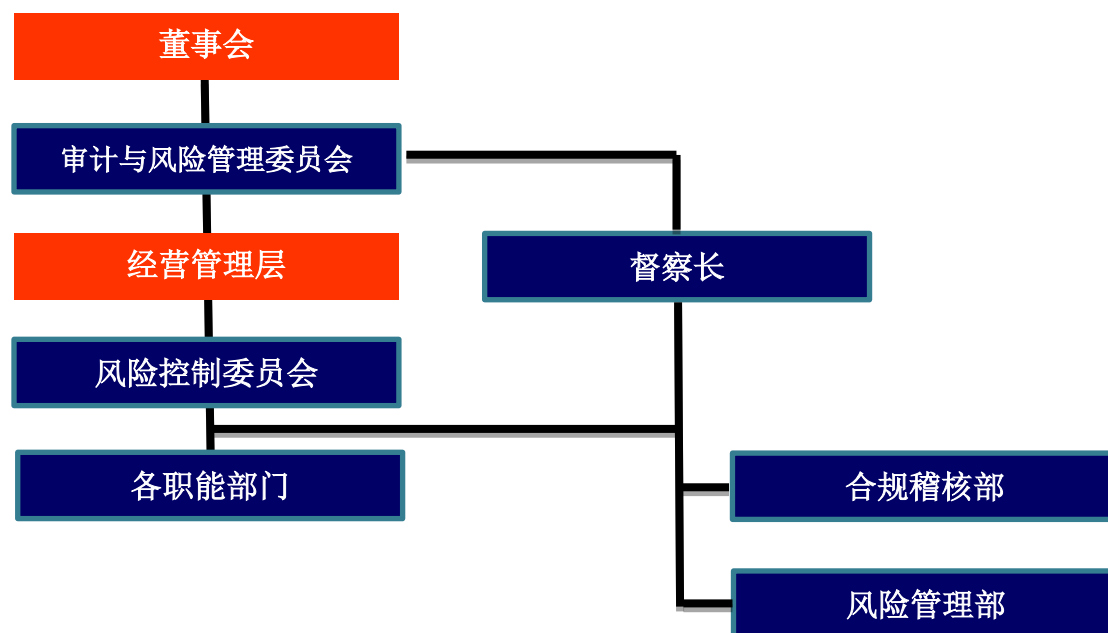 董事会
审计与风险管理委员会
经营管理层
督察长
风险控制委员会
各职能部门
合规稽核部
风险管理部